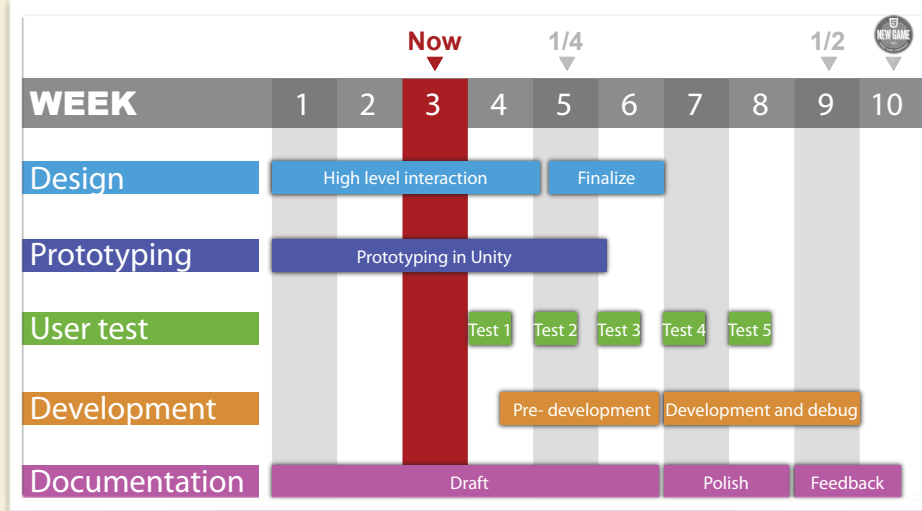 Now 1/4 1/2 NEW GAME
WEEK 1 2 3 4 5 6 7 8 9 10
Design High level interaction Finalize
Prototyping Prototyping in Unity
User test Test 1 Test 2 Test 3 Test 4 Test 5
Development Pre- development Development and debug
Documentation Draft Polish Feedback